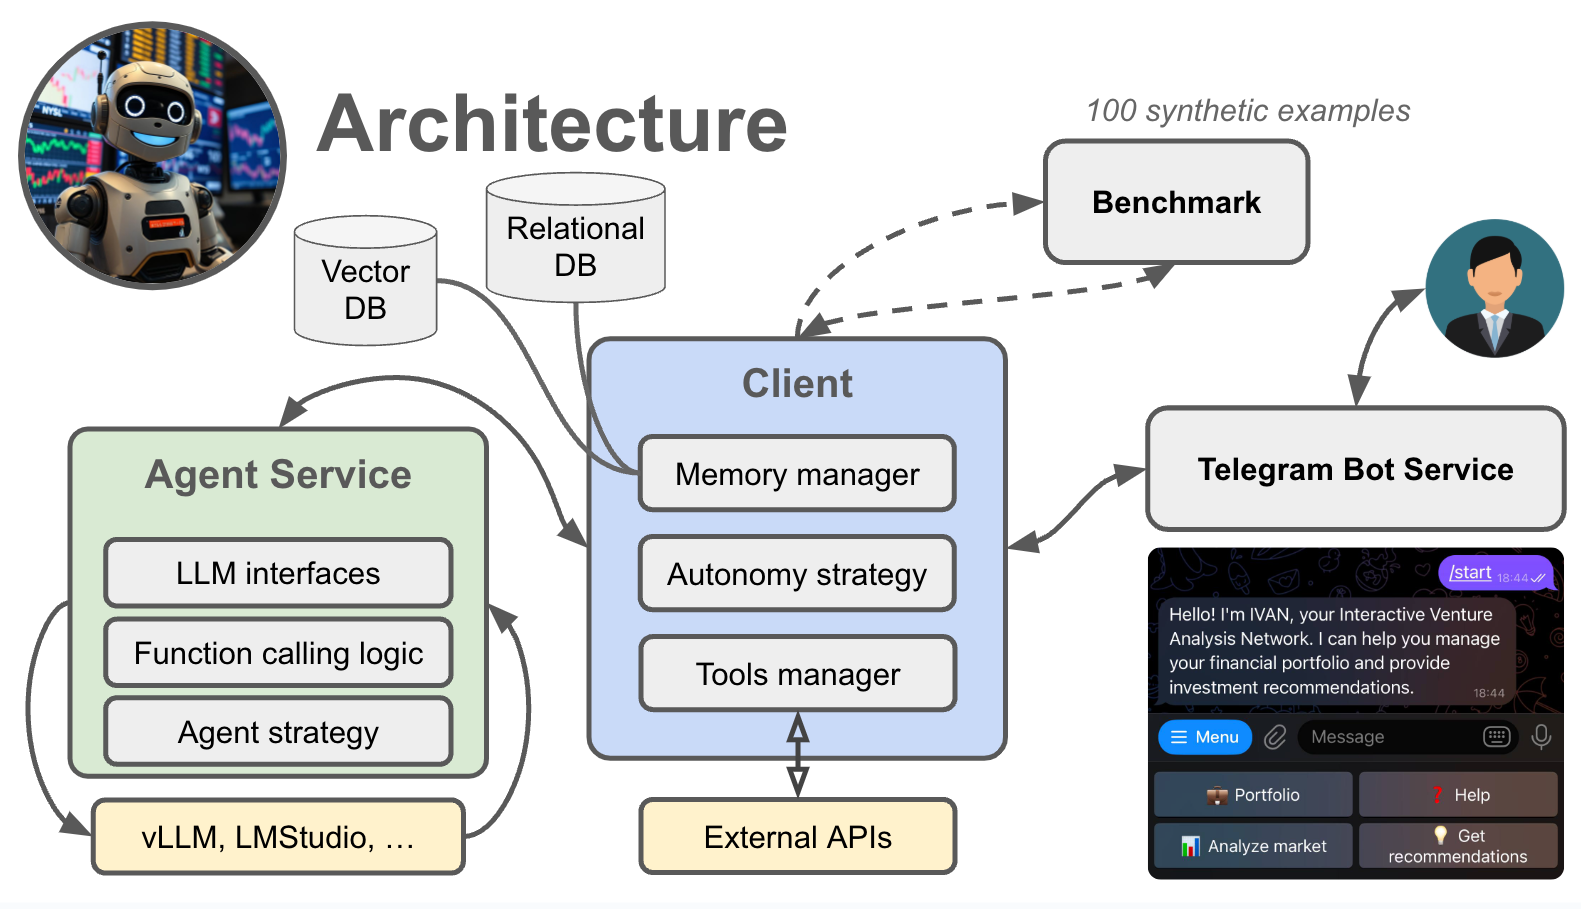 Architecture
100 synthetic examples
Benchmark
Relational
DB
Vector
DB
Client
Memory manager
Autonomy strategy
Tools manager
Agent Service
LLM interfaces
Function calling logic
Agent strategy
vLLM, LMStudio, …
External APIs
Telegram Bot Service
/start 18:44
Hello! I'm IVAN, your Interactive Venture
Analysis Network. I can help you manage
your financial portfolio and provide
investment recommendations.
18:44
Menu
Message
Portfolio
Help
Analyze market
Get
recommendations